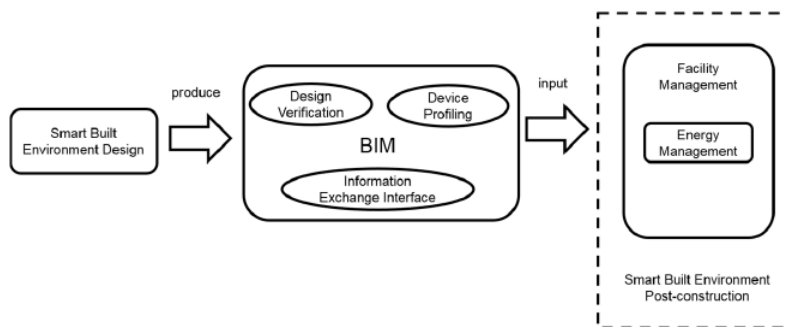 Smart Built
Environment Design
produce
Design
Verification
Device
Profiling
BIM
Information
Exchange Interface
input
Facility
Management
Energy
Management
Smart Built Environment
Post-construction